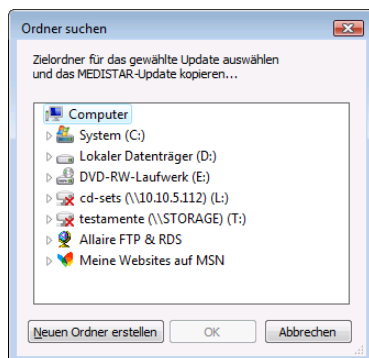 Ordner suchen
Zielordner für das gewählte Update auswählen
und das MEDISTAR-Update kopieren...
Computer
System (C:)
Lokaler Datenträger (D:)
DVD-RW-Laufwerk (E:)
cd-sets (\\10.10.5.112) (L:)
testamente (\\STORAGE) (T:)
Allaire FTP & RDS
Meine Websites auf MSN
Neuen Ordner erstellen OK Abbrechen